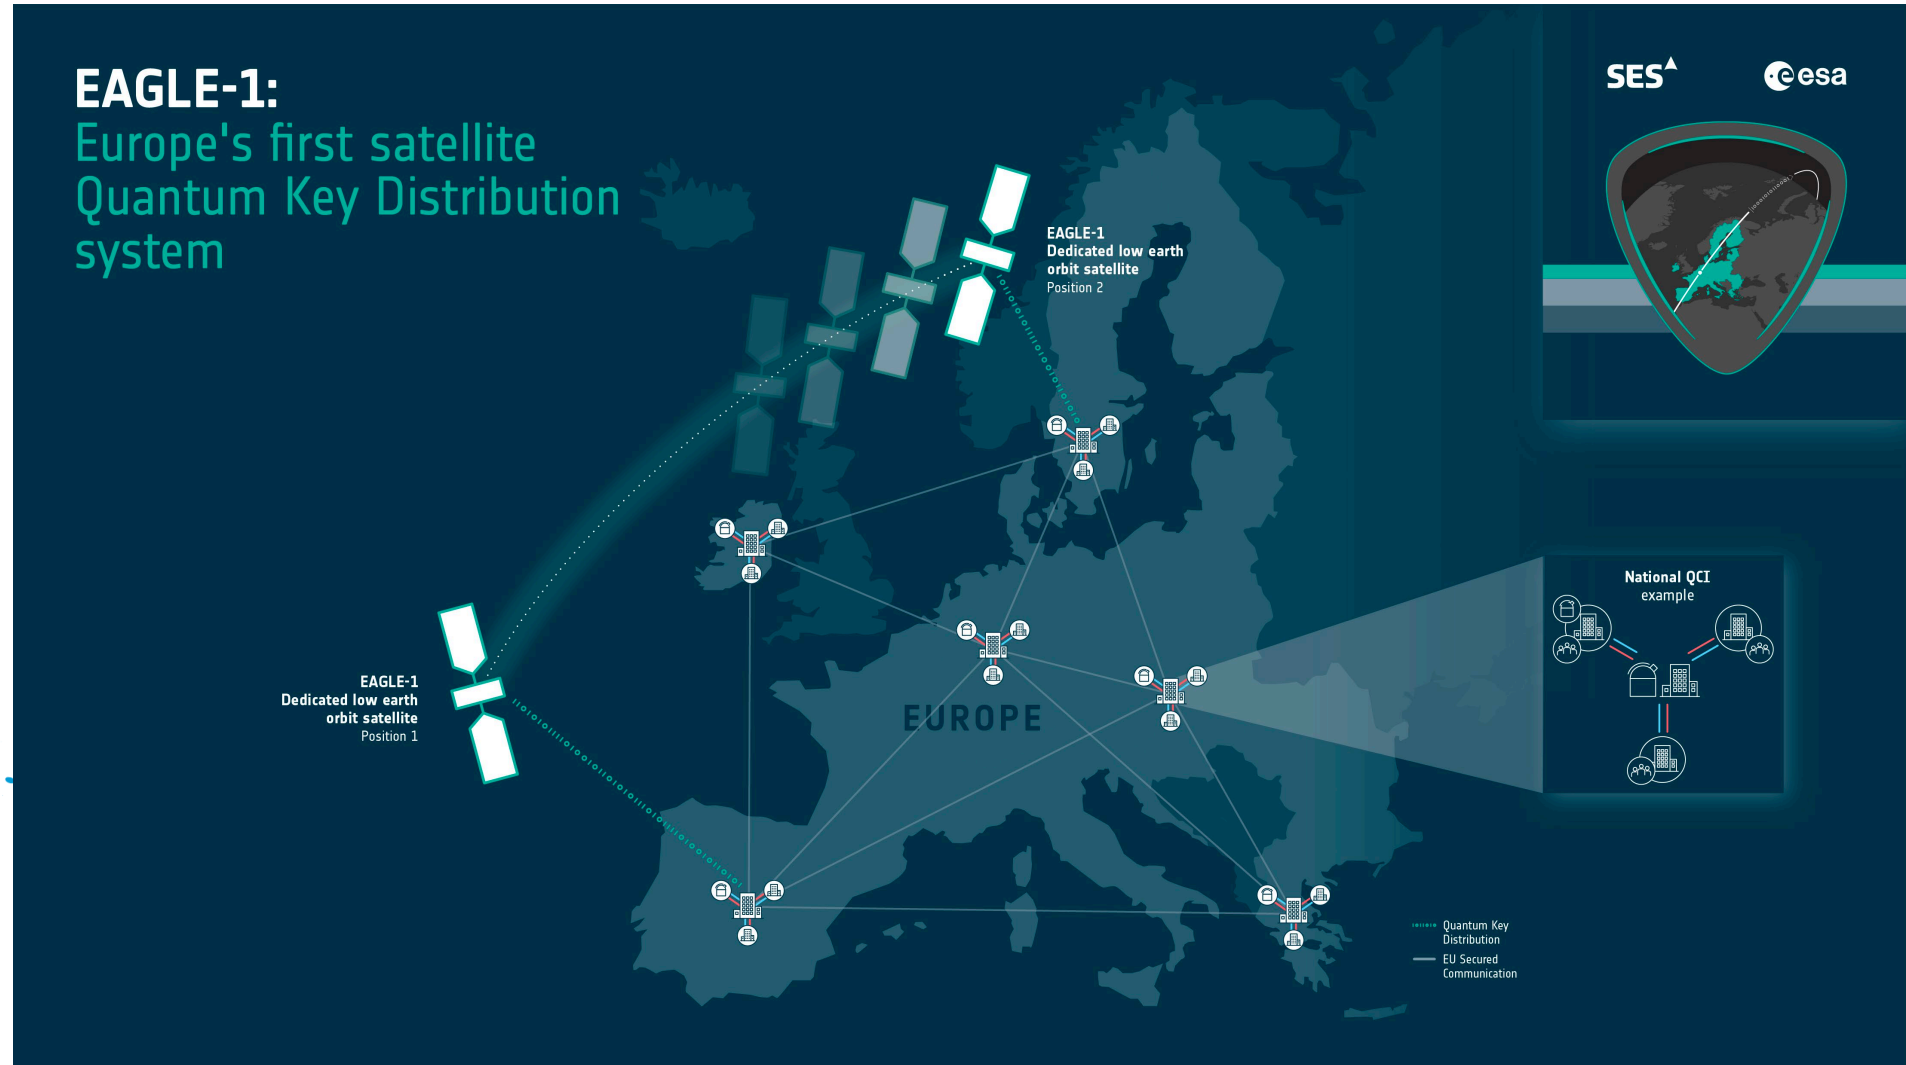 EAGLE-1:
Europe's first satellite
Quantum Key Distribution
system
SES
esa
EAGLE-1
Dedicated low earth
orbit satellite
Position 2
EAGLE-1
Dedicated low earth
orbit satellite
Position 1
EUROPE
National QCI
example
Quantum Key
Distribution
EU Secured
Communication